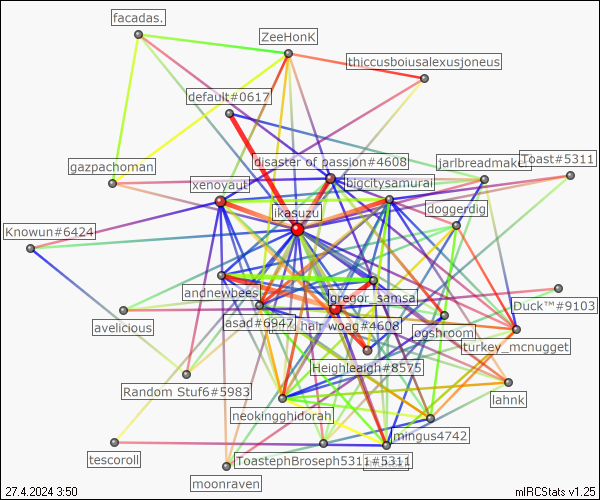 facadas.
ZeeHonK
thiccusboiusalexusjoneus
default#0617
disaster of passion#4608
jarlbreadmake
Toast#5311
gazpachoman
xenoyaut
bigcitysamurai
ikasuzu
doggerdig
Knowun#6424
andnewbees
gregor_samsa
Duck™#9103
avelicious
asad#6947
hair woag#4608
ogshroom
turkey_mcnugget
Heighleaigh#8575
Random Stuf6#5983
lahnk
neokingghidorah
mingus4742
tescoroll
ToastephBroseph5311#5311
moonraven
27.4.2024 3:50
mIRCStats v1.25